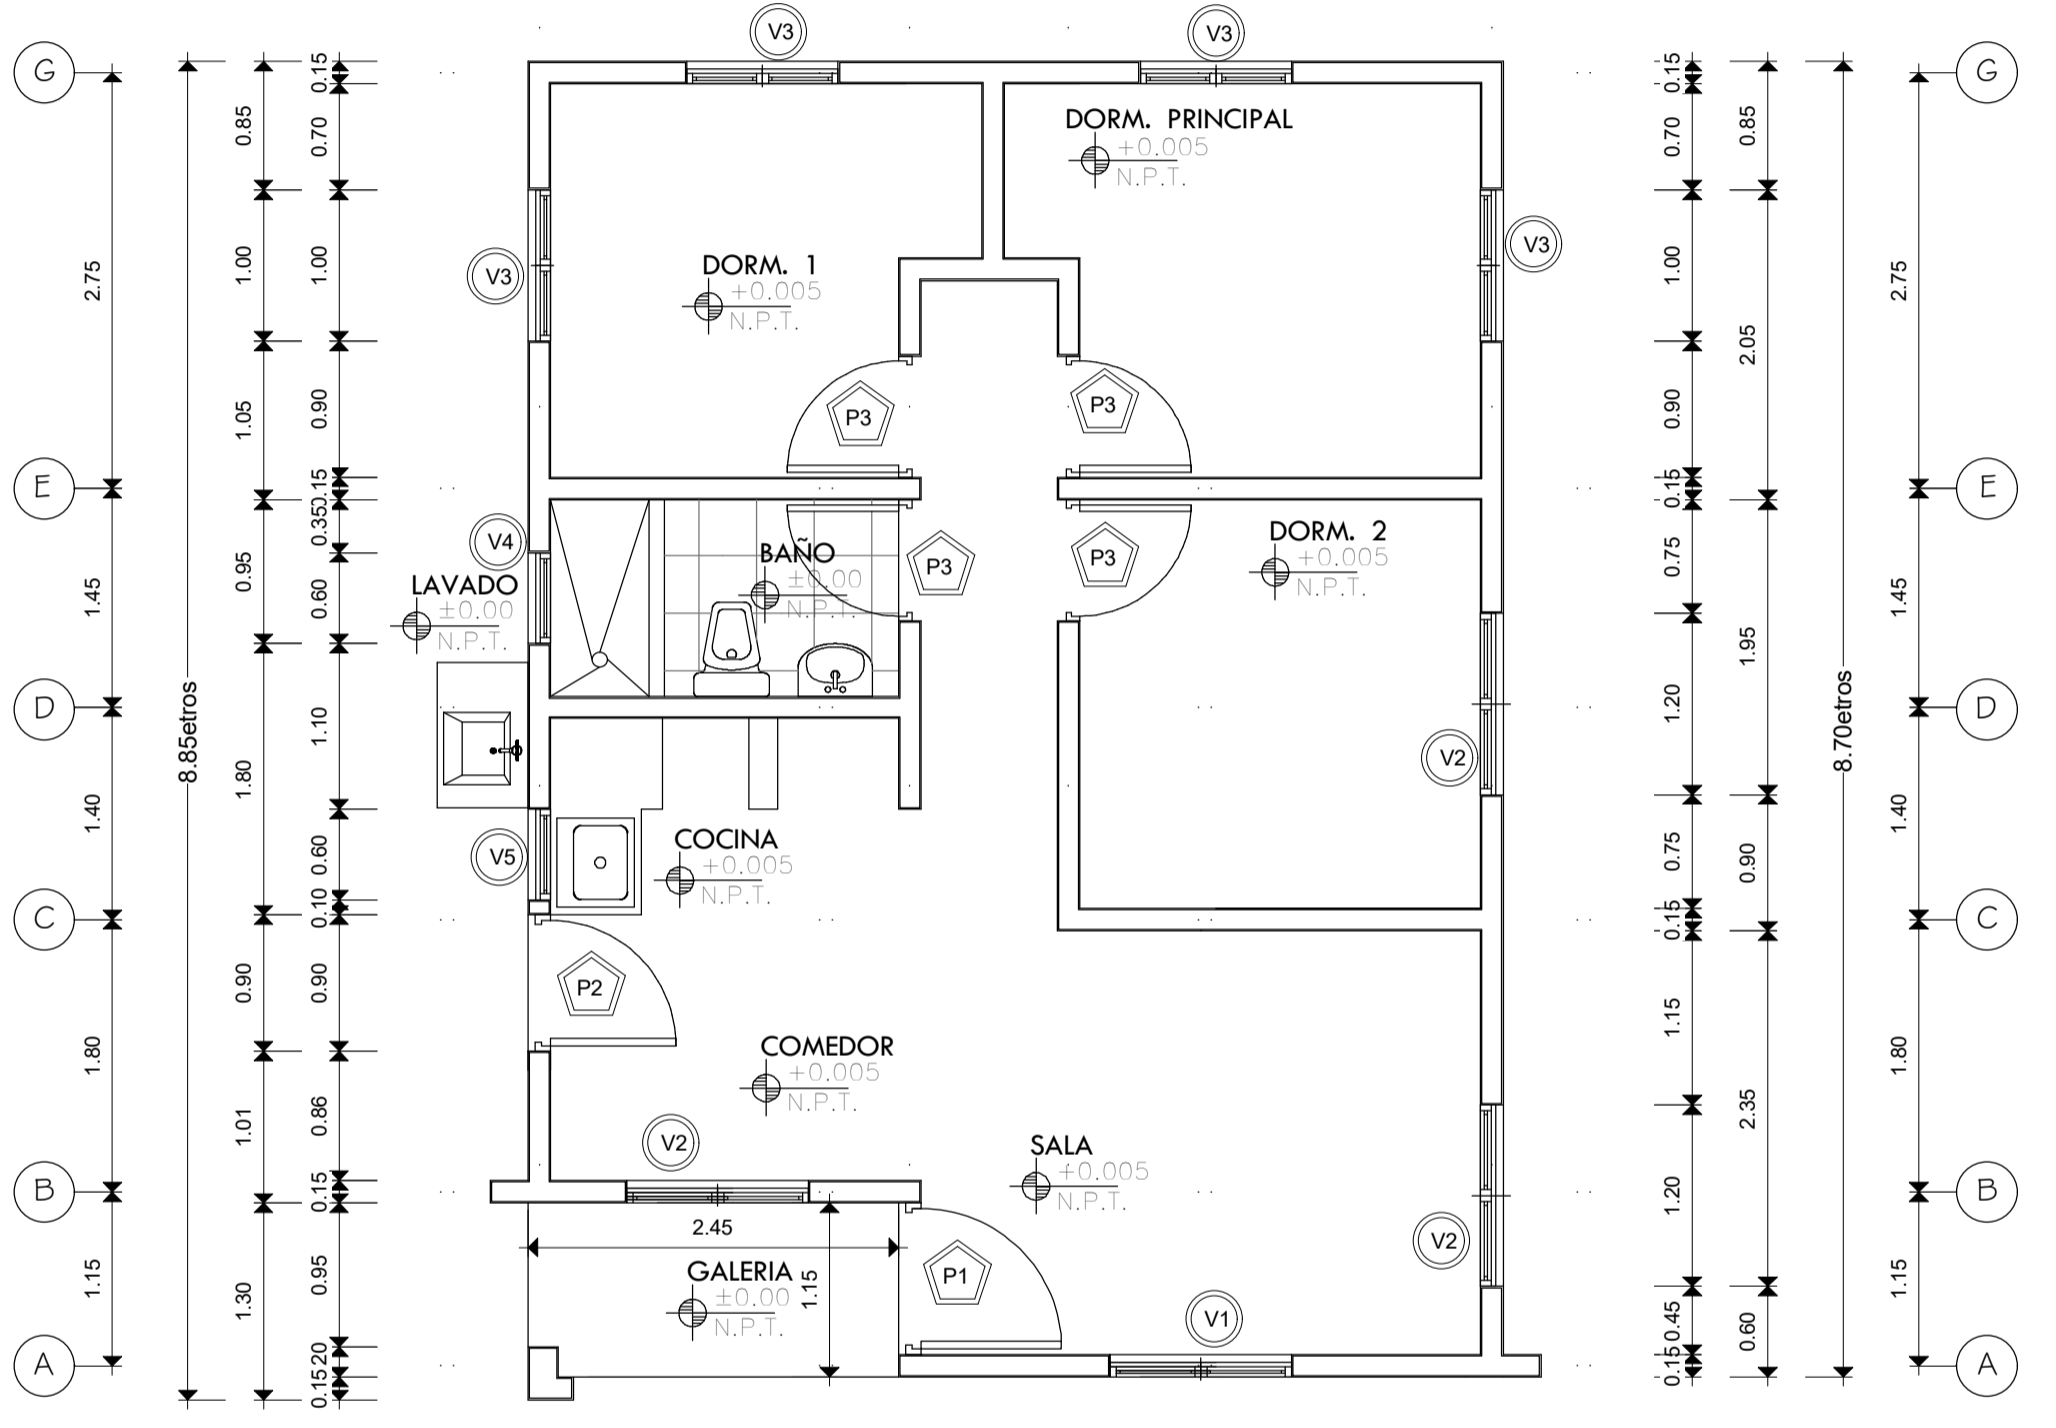 V3
V3
G
G
0.15
0.15
0.85
0.70
0.70
0.85
DORM. PRINCIPAL
+0.005
N.P.T.
2.75
1.00
1.00
V3
DORM. 1
+0.005
N.P.T.
V3
1.00
2.05
2.75
1.05
0.90
P3
P3
0.90
E
E
0.15
0.15
0.35
0.95
V4
BAÑO
±0.00
N.P.T.
P3
P3
DORM. 2
+0.005
N.P.T.
0.75
1.45
0.60
LAVADO
±0.00
N.P.T.
1.95
1.45
D
D
8.85etros
1.10
1.20
8.70etros
1.80
V2
1.40
0.60
V5
COCINA
+0.005
N.P.T.
0.75
0.90
1.40
0.10
0.15
C
C
0.90
0.90
P2
1.15
1.80
COMEDOR
+0.005
N.P.T.
1.80
1.01
0.86
V2
2.35
SALA
+0.005
N.P.T.
B
B
0.15
1.20
2.45
V2
1.15
0.95
GALERIA
±0.00
N.P.T.
1.15
P1
1.15
1.30
V1
0.45
0.60
20
A
A
0.15
0.15